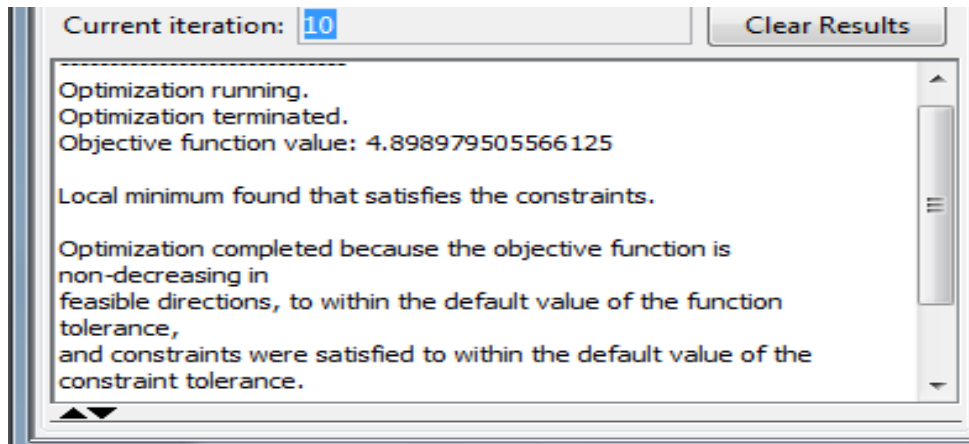 Current iteration: 10 Clear Results
------------------------------
Optimization running.
Optimization terminated.
Objective function value: 4.898979505566125
Local minimum found that satisfies the constraints.
Optimization completed because the objective function is
non-decreasing in
feasible directions, to within the default value of the function
tolerance,
and constraints were satisfied to within the default value of the
constraint tolerance.